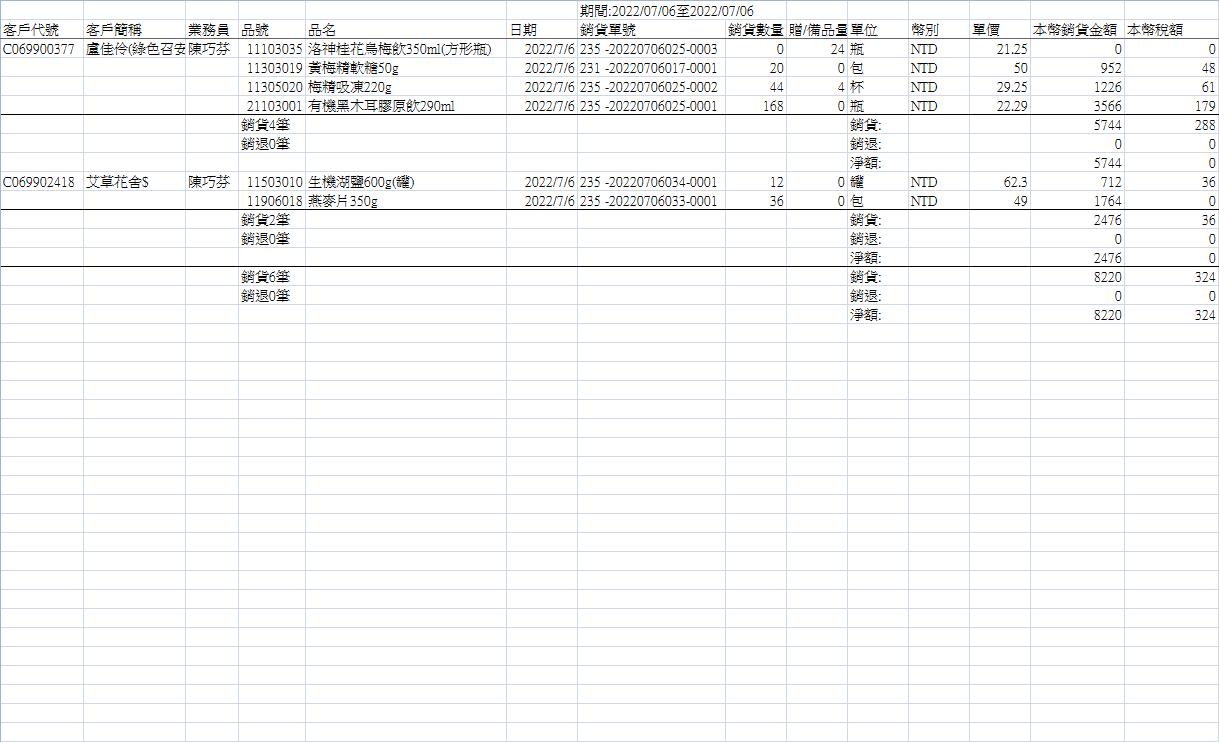 期間:2022/07/06至2022/07/06
客戶代號 客戶簡稱 業務員 品號 品名 日期 銷貨單號 銷貨數量 贈/備品量 單位 幣別 單價 本幣銷貨金額 本幣稅額
C069900377 盧佳伶(綠色召安 陳巧芬 11103035 洛神桂花烏梅飲350ml(方形瓶) 2022/7/6 235 -20220706025-0003 0 24 瓶 NTD 21.25 0 0
11303019 黃梅精軟糖50g 2022/7/6 231 -20220706017-0001 20 0 包 NTD 50 952 48
11305020 梅精吸凍220g 2022/7/6 235 -20220706025-0002 44 4 杯 NTD 29.25 1226 61
21103001 有機黑木耳膠原飲290ml 2022/7/6 235 -20220706025-0001 168 0 瓶 NTD 22.29 3566 179
銷貨4筆 銷貨: 5744 288
銷退0筆 銷退: 0 0
淨額: 5744 0
C069902418 艾草花舍$ 陳巧芬 11503010 生機湖鹽600g(罐) 2022/7/6 235 -20220706034-0001 12 0 罐 NTD 62.3 712 36
11906018 燕麥片350g 2022/7/6 235 -20220706033-0001 36 0 包 NTD 49 1764 0
銷貨2筆 銷貨: 2476 36
銷退0筆 銷退: 0 0
淨額: 2476 0
銷貨6筆 銷貨: 8220 324
銷退0筆 銷退: 0 0
淨額: 8220 324